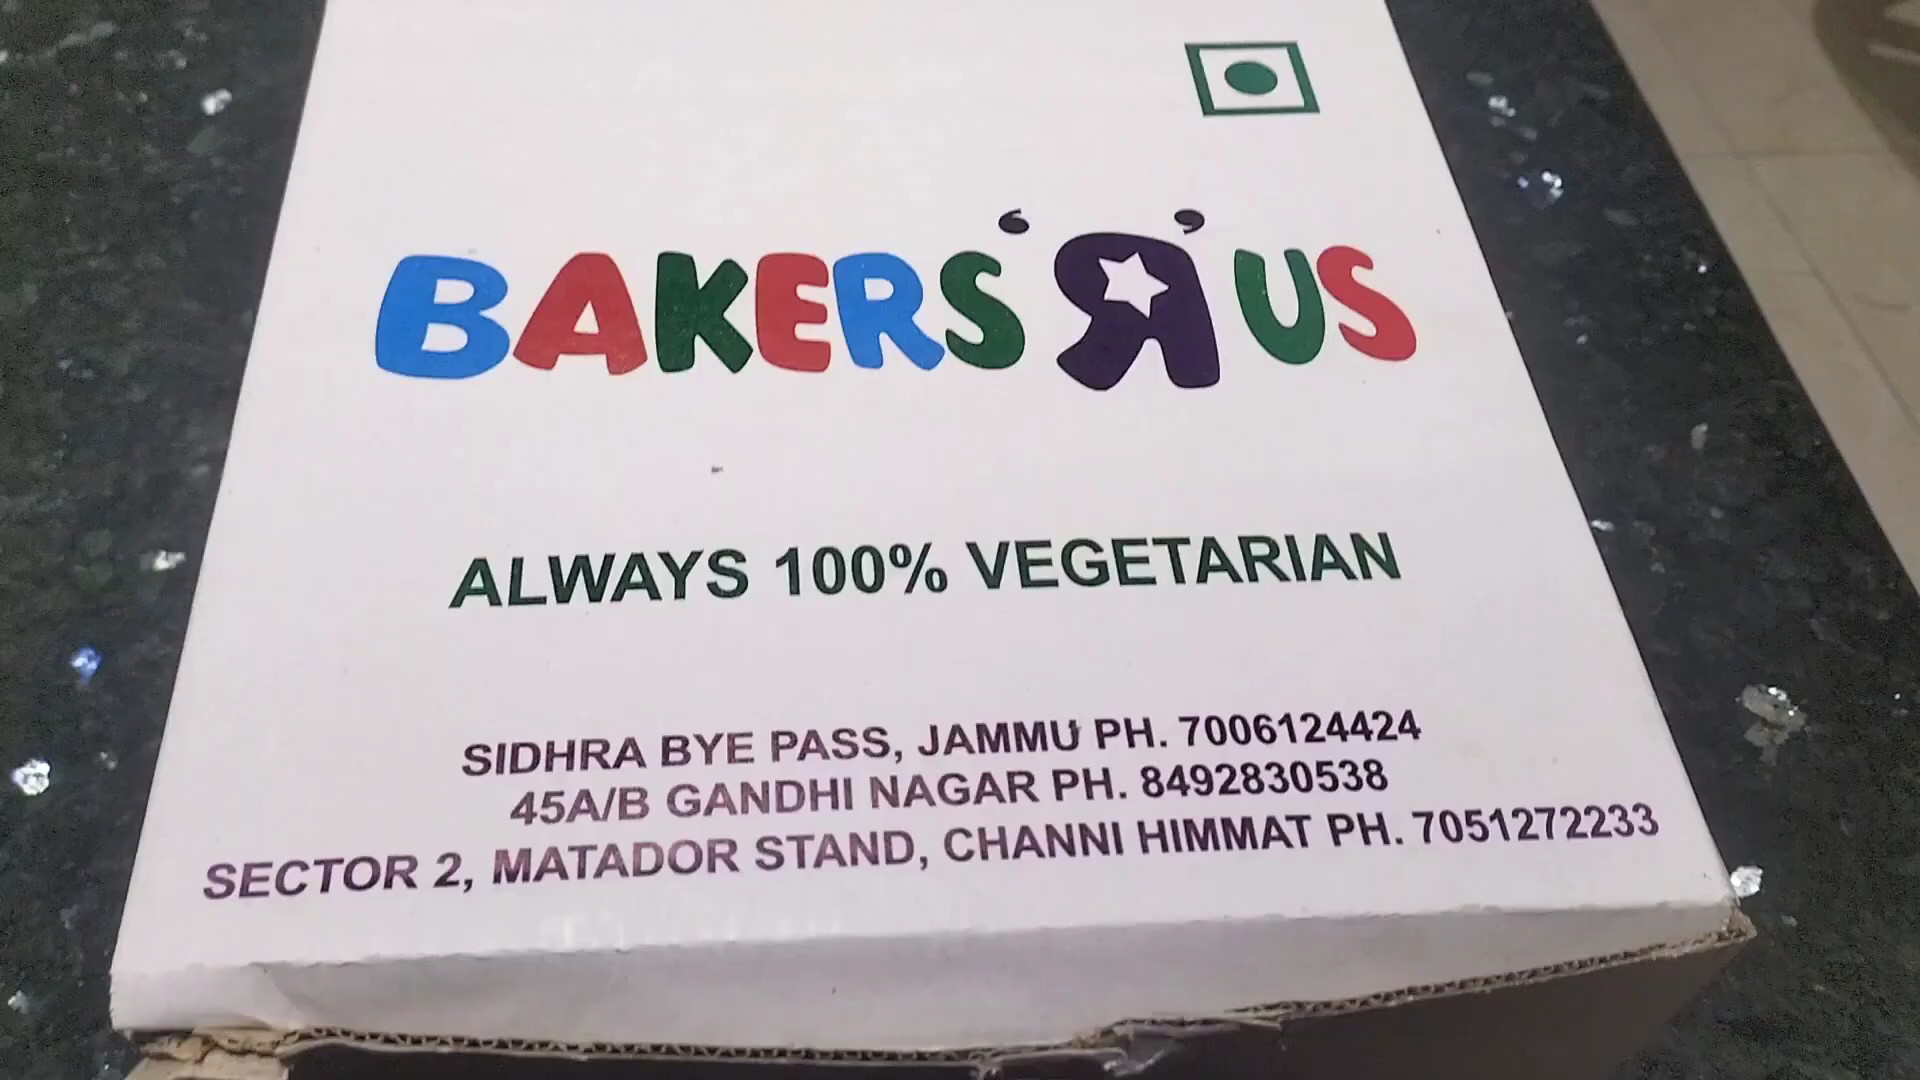 BAKERS 'Я' US
ALWAYS 100% VEGETARIAN
SIDHRA BYE PASS, JAMMU PH. 7006124424
45A/B GANDHI NAGAR PH. 8492830538
SECTOR 2, MATADOR STAND, CHANNI HIMMAT PH. 7051272233